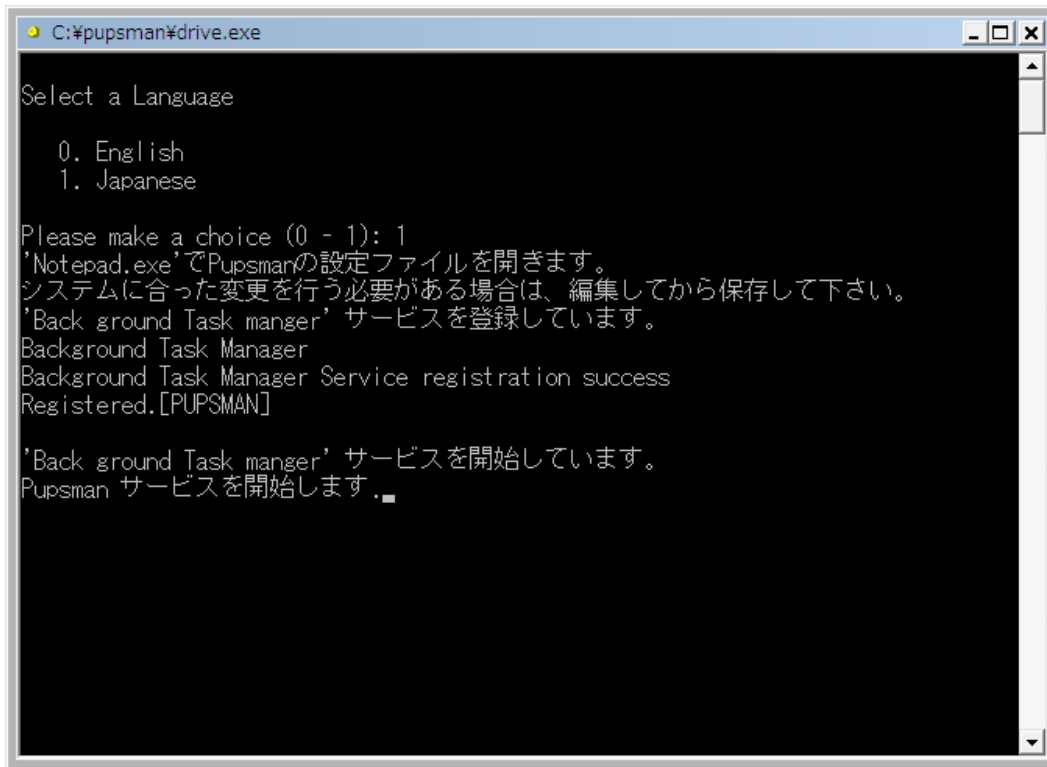 C:¥pupsman¥drive.exe
Select a Language
0. English
1. Japanese
Please make a choice (0 - 1): 1
'Notepad.exe'でPupsmanの設定ファイルを開きます。
システムに合った変更を行う必要がある場合は、編集してから保存して下さい。
'Back ground Task manger' サービスを登録しています。
Background Task Manager
Background Task Manager Service registration success
Registered.[PUPSMAN]
'Back ground Task manger' サービスを開始しています。
Pupsman サービスを開始します.